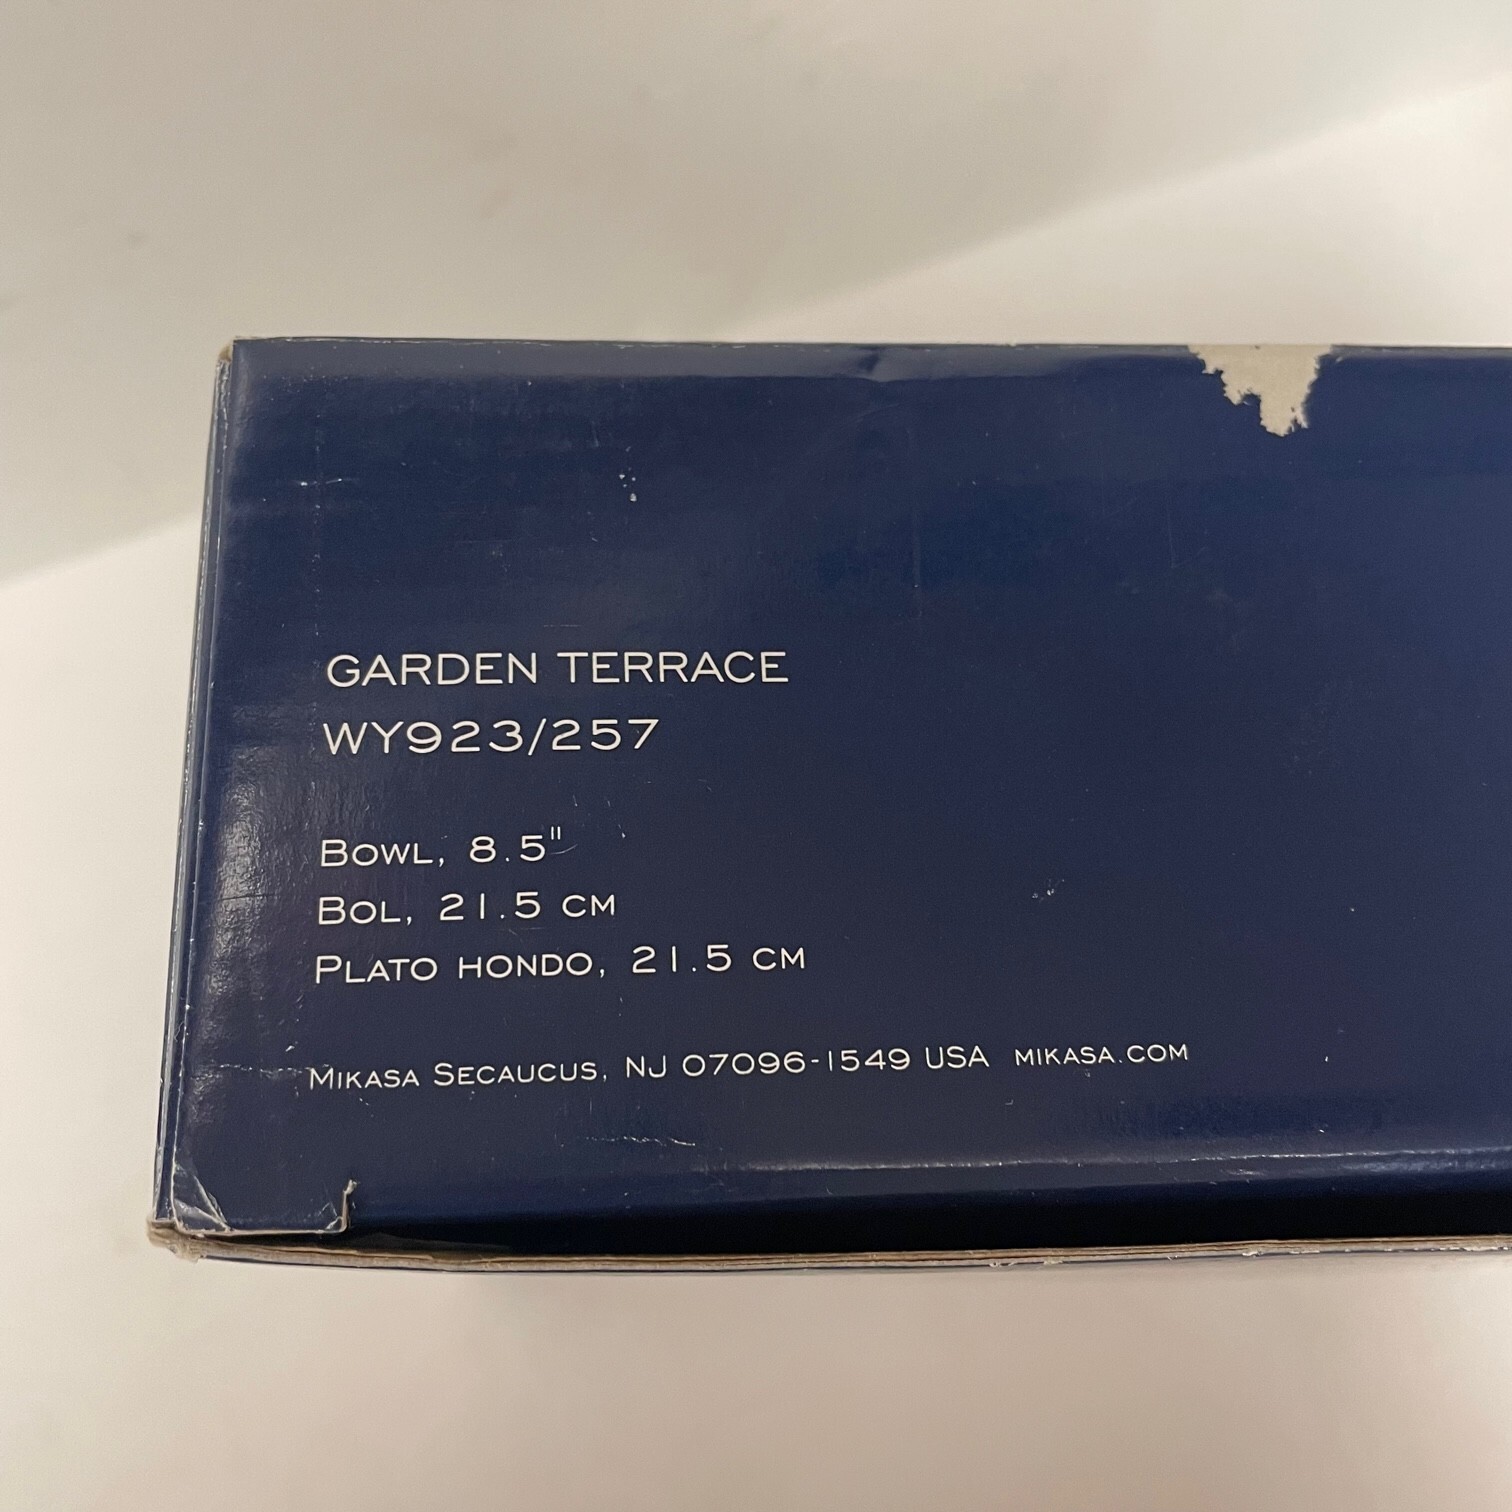 GARDEN TERRACE
WY923/257
BOWL, 8.5"
BOL, 21.5 CM
PLATO HONDO, 21.5 CM
MIKASA SECAUCUS, NJ 07096-1549 USA MIKASA.COM